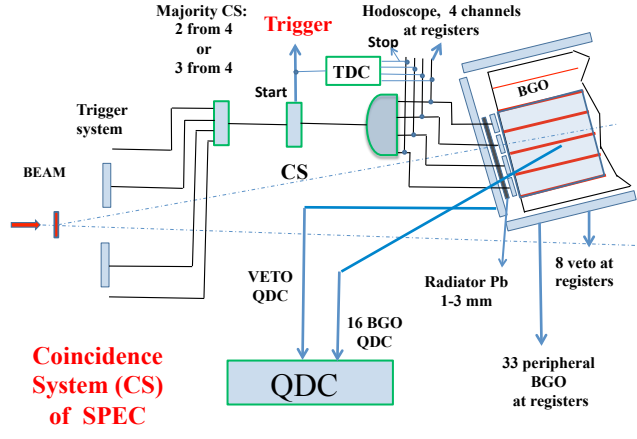 Majority CS:
2 from 4
or
3 from 4
Trigger
Hodoscope, 4 channels
at registers
Stop
TDC
Start
BGO
Trigger
system
BEAM
CS
VETO
QDC
16 BGO
QDC
Radiator Pb
1-3 mm
8 veto at
registers
33 peripheral
BGO
at registers
QDC
Coincidence
System (CS)
of SPEC